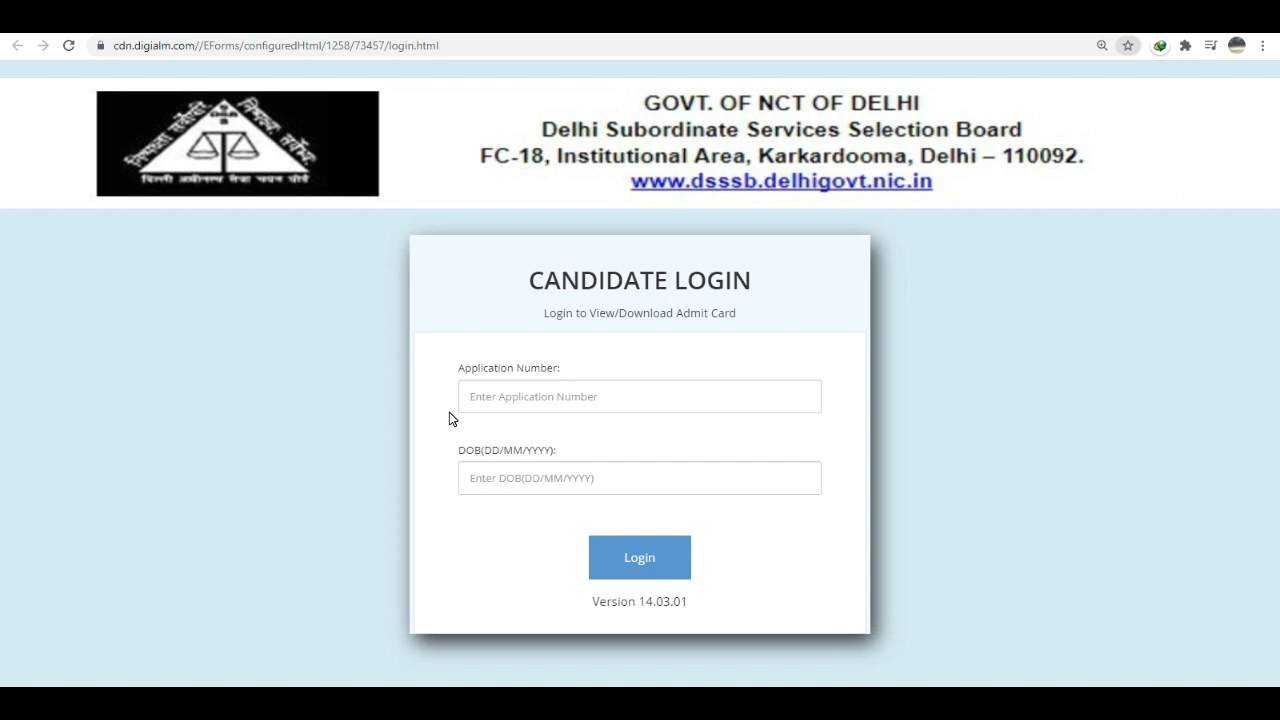 cdn.digialm.com//EForms/configuredHtml/1258/73457/login.html
दिल्ली अधीनस्थ सेवा चयन बोर्ड
GOVT. OF NCT OF DELHI
Delhi Subordinate Services Selection Board
FC-18, Institutional Area, Karkardooma, Delhi – 110092.
www.dsssb.delhigovt.nic.in
CANDIDATE LOGIN
Login to View/Download Admit Card
Application Number:
Enter Application Number
DOB(DD/MM/YYYY):
Enter DOB(DD/MM/YYYY)
Login
Version 14.03.01